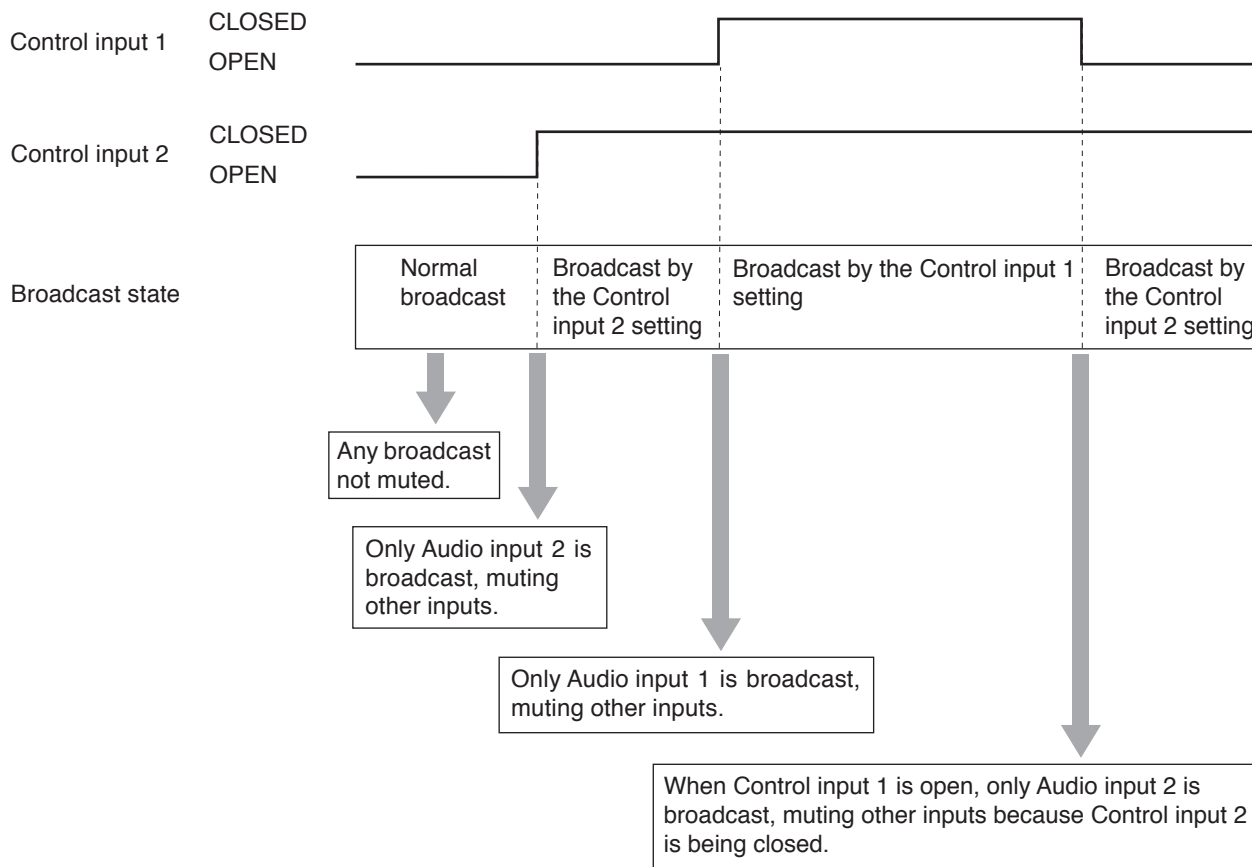 Control input 1
CLOSED
OPEN
Control input 2
CLOSED
OPEN
Broadcast state
Normal
broadcast
Broadcast by
the Control
input 2 setting
Broadcast by the Control input 1
setting
Broadcast by
the Control
input 2 setting
Any broadcast
not muted.
Only Audio input 2 is
broadcast, muting
other inputs.
Only Audio input 1 is broadcast,
muting other inputs.
When Control input 1 is open, only Audio input 2 is
broadcast, muting other inputs because Control input 2
is being closed.